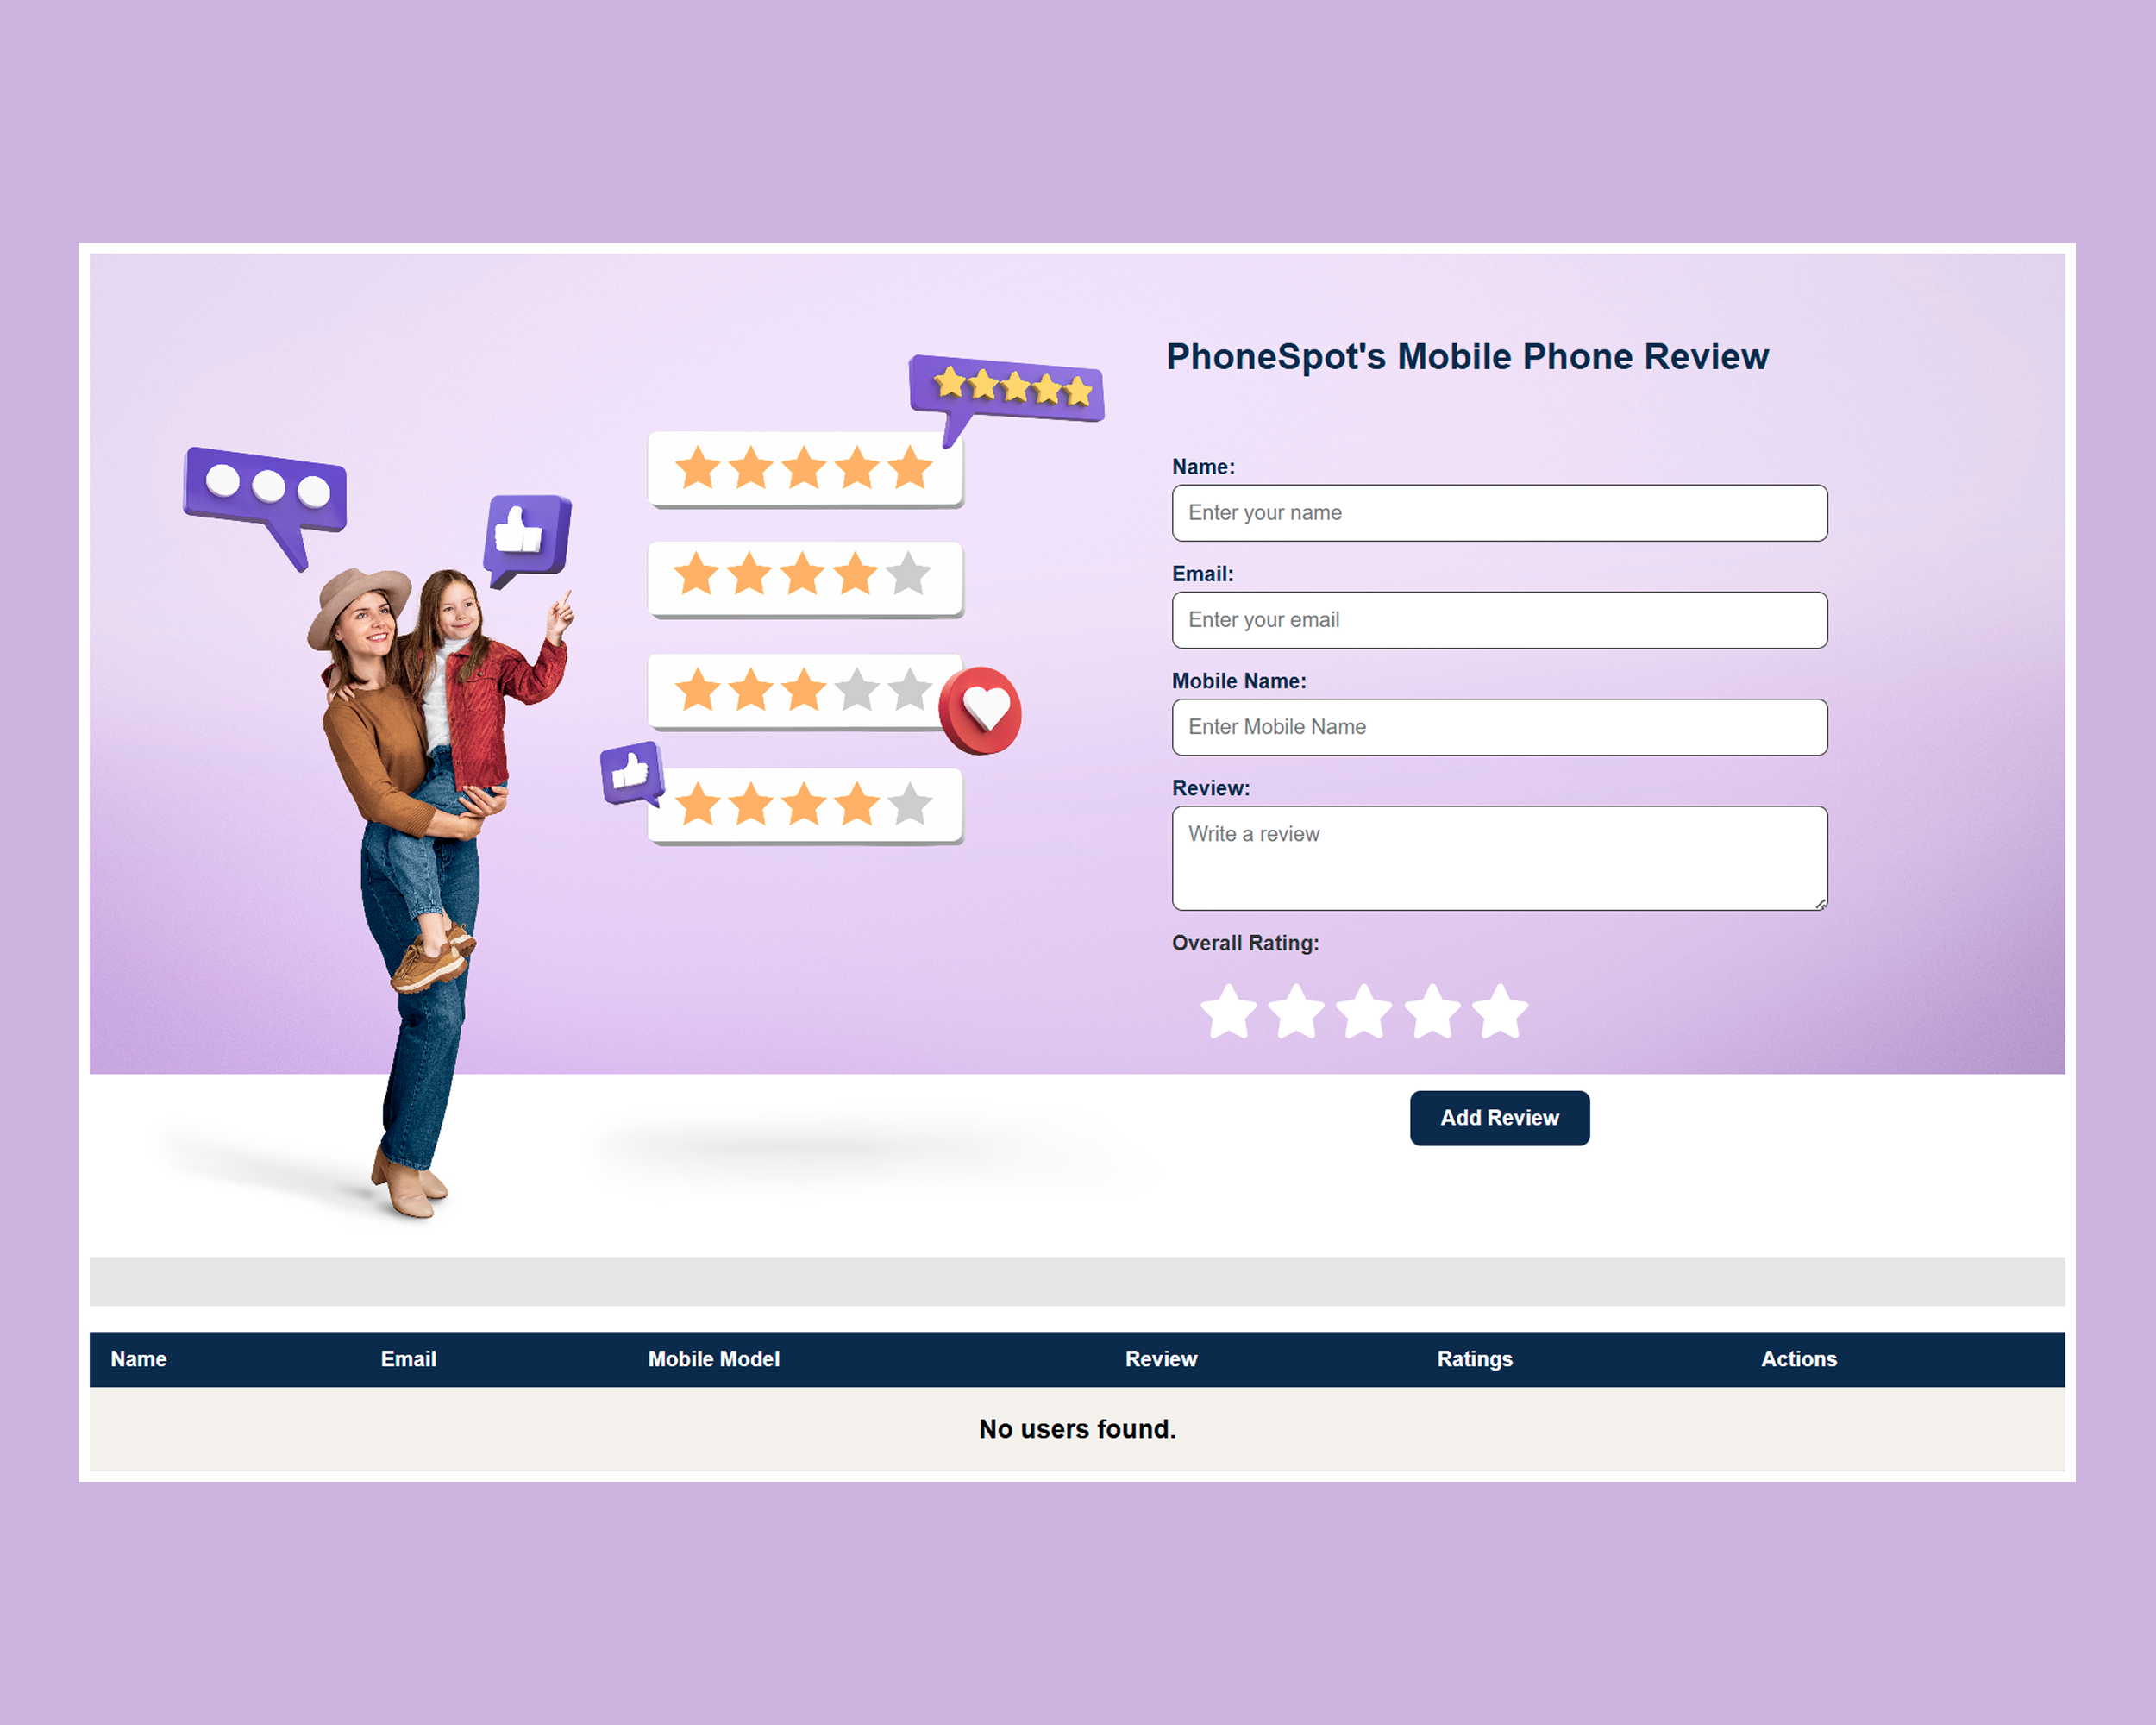 PhoneSpot's Mobile Phone Review
Name:
Enter your name
Email:
Enter your email
Mobile Name:
Enter Mobile Name
Review:
Write a review
Overall Rating:
Add Review
Name Email Mobile Model Review Ratings Actions
No users found.